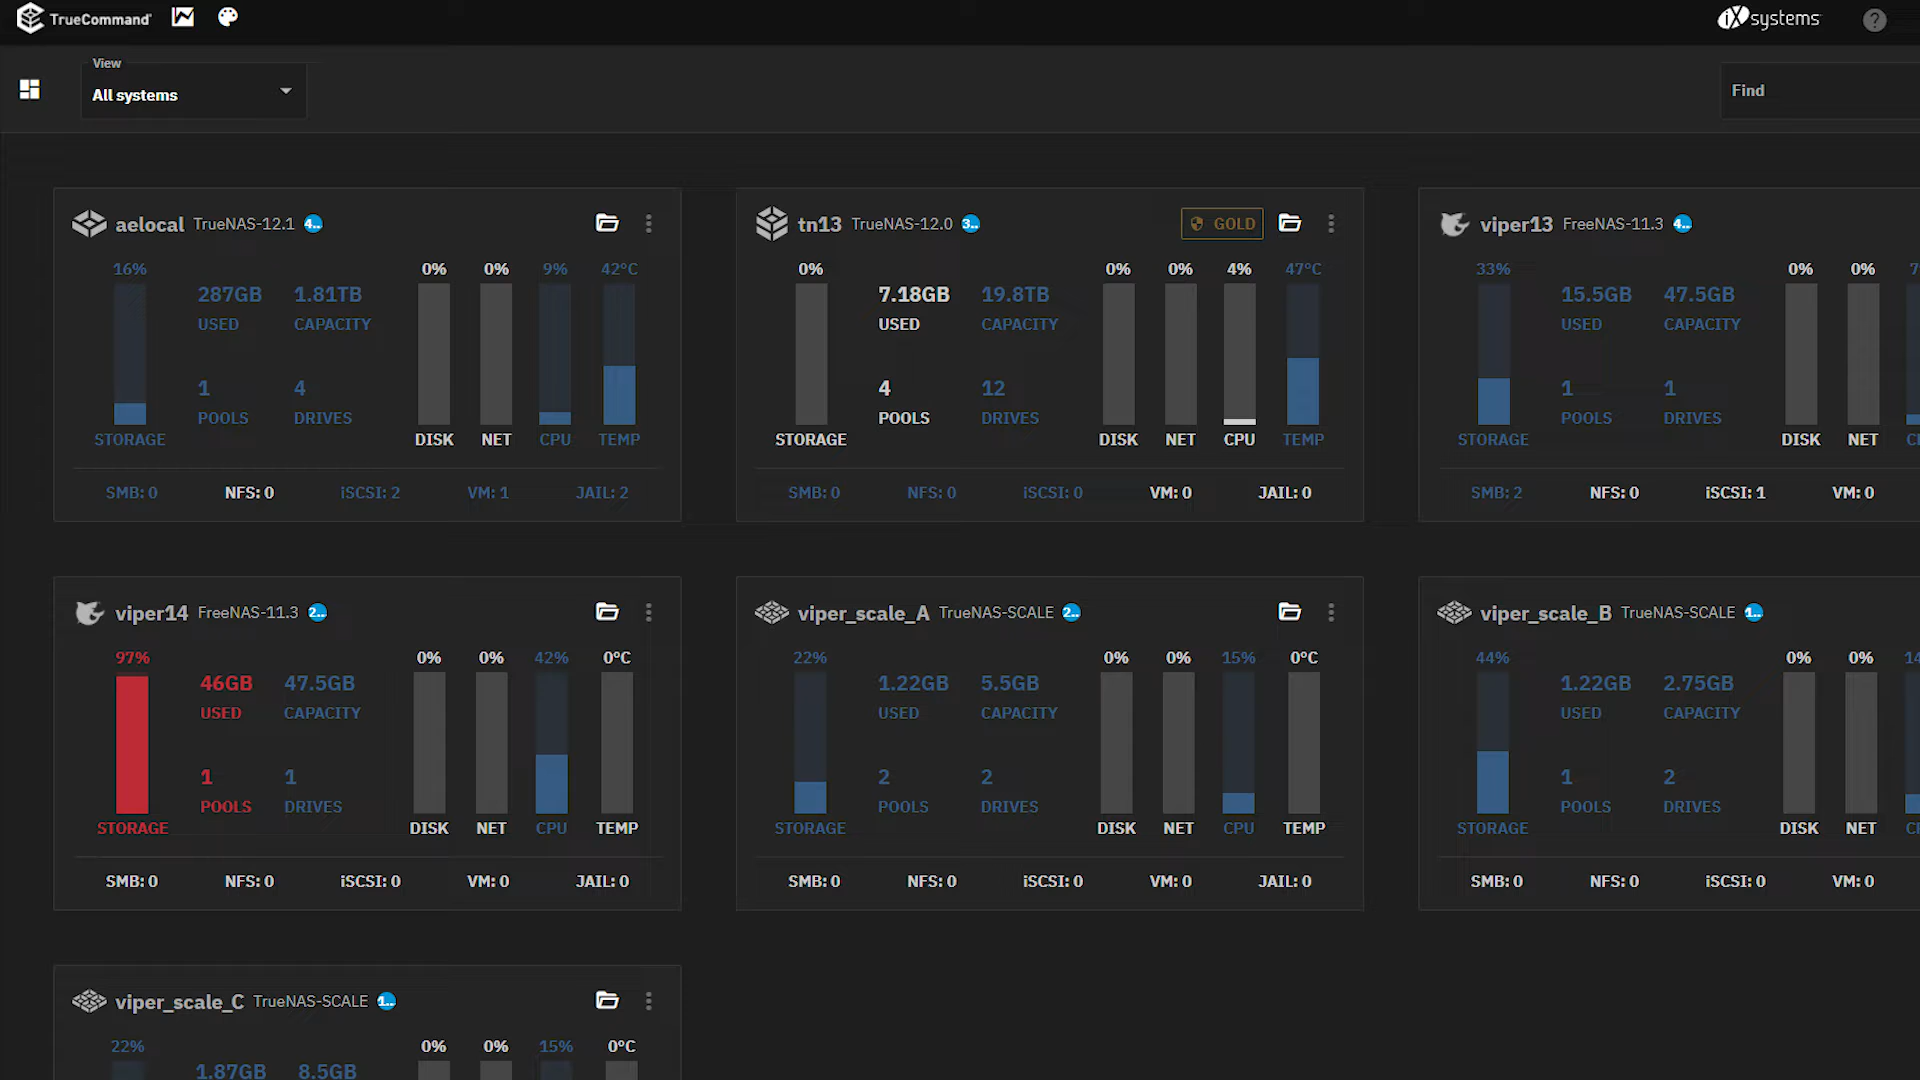 TrueCommand
iXsystems
?
View
All systems
Find
aelocal TrueNAS-12.1 4...
16% 0% 0% 9% 42°C
287GB 1.81TB
USED CAPACITY
1 4
POOLS DRIVES
STORAGE DISK NET CPU TEMP
SMB: 0 NFS: 0 iSCSI: 2 VM: 1 JAIL: 2
tn13 TrueNAS-12.0 3... GOLD
0% 0% 0% 4% 47°C
7.18GB 19.8TB
USED CAPACITY
4 12
POOLS DRIVES
STORAGE DISK NET CPU TEMP
SMB: 0 NFS: 0 iSCSI: 0 VM: 0 JAIL: 0
viper13 FreeNAS-11.3 4...
33% 0% 0% 7
15.5GB 47.5GB
USED CAPACITY
1 1
POOLS DRIVES
STORAGE DISK NET
SMB: 2 NFS: 0 iSCSI: 1 VM: 0
viper14 FreeNAS-11.3 2...
97% 0% 0% 42% 0°C
46GB 47.5GB
USED CAPACITY
1 1
POOLS DRIVES
STORAGE DISK NET CPU TEMP
SMB: 0 NFS: 0 iSCSI: 0 VM: 0 JAIL: 0
viper_scale_A TrueNAS-SCALE 2...
22% 0% 0% 15% 0°C
1.22GB 5.5GB
USED CAPACITY
2 2
POOLS DRIVES
STORAGE DISK NET CPU TEMP
SMB: 0 NFS: 0 iSCSI: 0 VM: 0 JAIL: 0
viper_scale_B TrueNAS-SCALE 1...
44% 0% 0% 14
1.22GB 2.75GB
USED CAPACITY
1 2
POOLS DRIVES
STORAGE DISK NET
SMB: 0 NFS: 0 iSCSI: 0 VM: 0
viper_scale_C TrueNAS-SCALE 1...
22% 0% 0% 15% 0°C
1.87GB 8.5GB